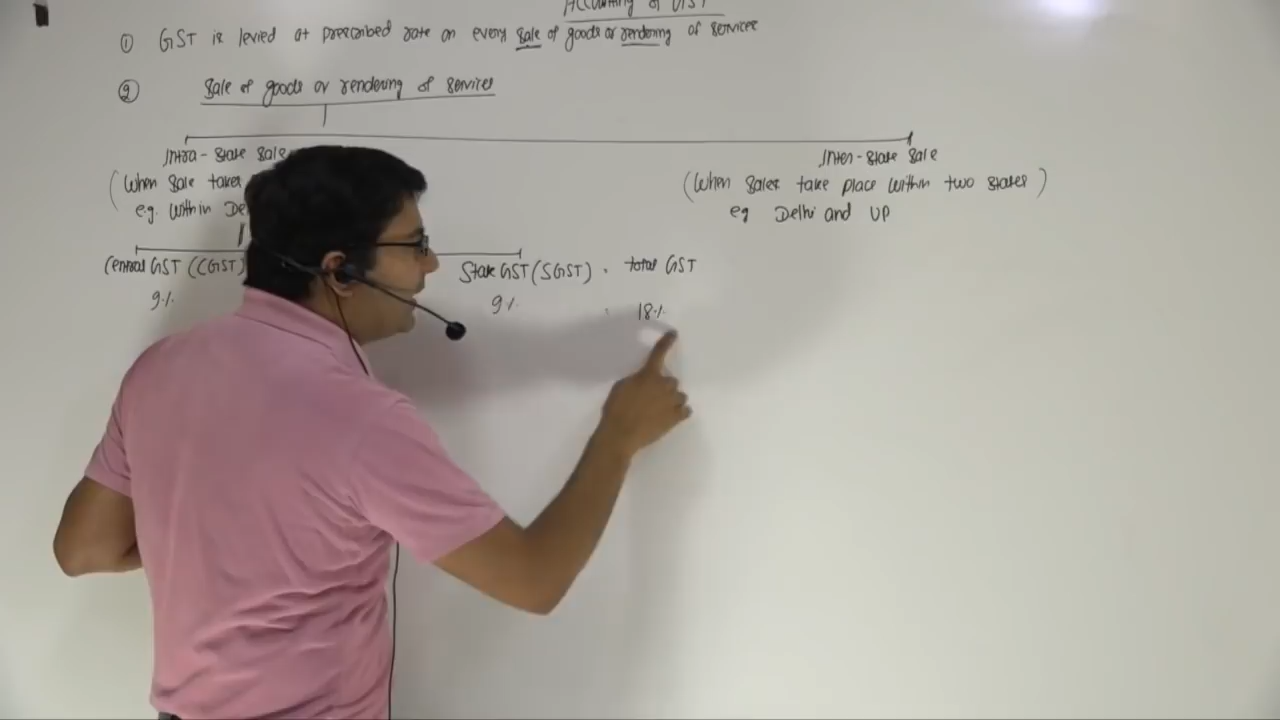 Accounting of GST
① GST is levied at prescribed rate on every sale of goods or rendering of services
② Sale of goods or rendering of services
Intra-State Sale
Inter-State Sale
(When Sale takes
(When Sales take place within two states)
e.g. Within De
eg Delhi and UP
Central GST (CGST)
State GST (SGST) = total GST
9%
9% = 18%